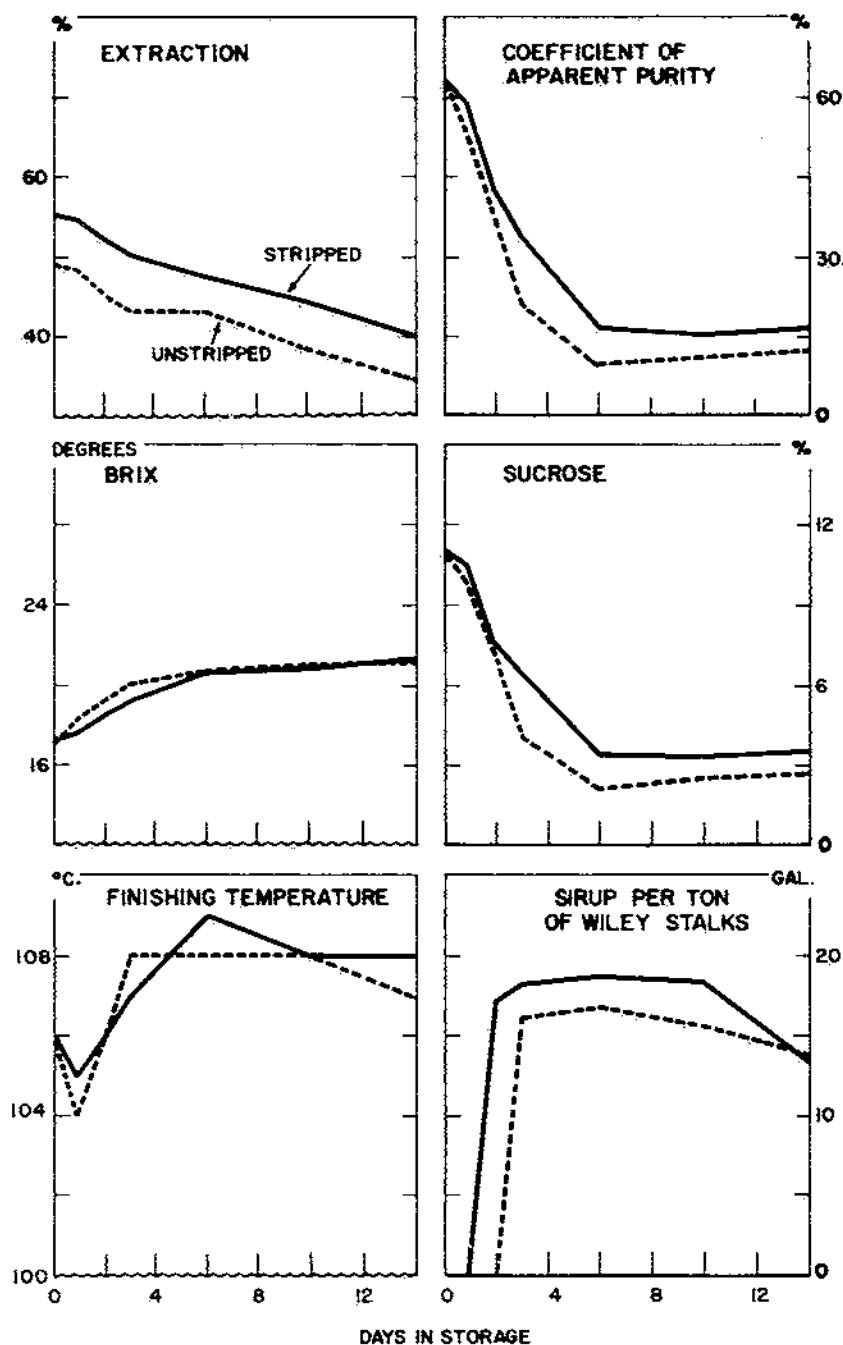 %
EXTRACTION
60
40
STRIPPED
UNSTRIPPED
%
COEFFICIENT OF
APPARENT PURITY
60
30
0
DEGREES
BRIX
24
16
%
SUCROSE
12
6
0
°C.
FINISHING TEMPERATURE
108
104
100
0 4 8 12
GAL.
SIRUP PER TON
OF WILEY STALKS
20
10
0
0 4 8 12
DAYS IN STORAGE